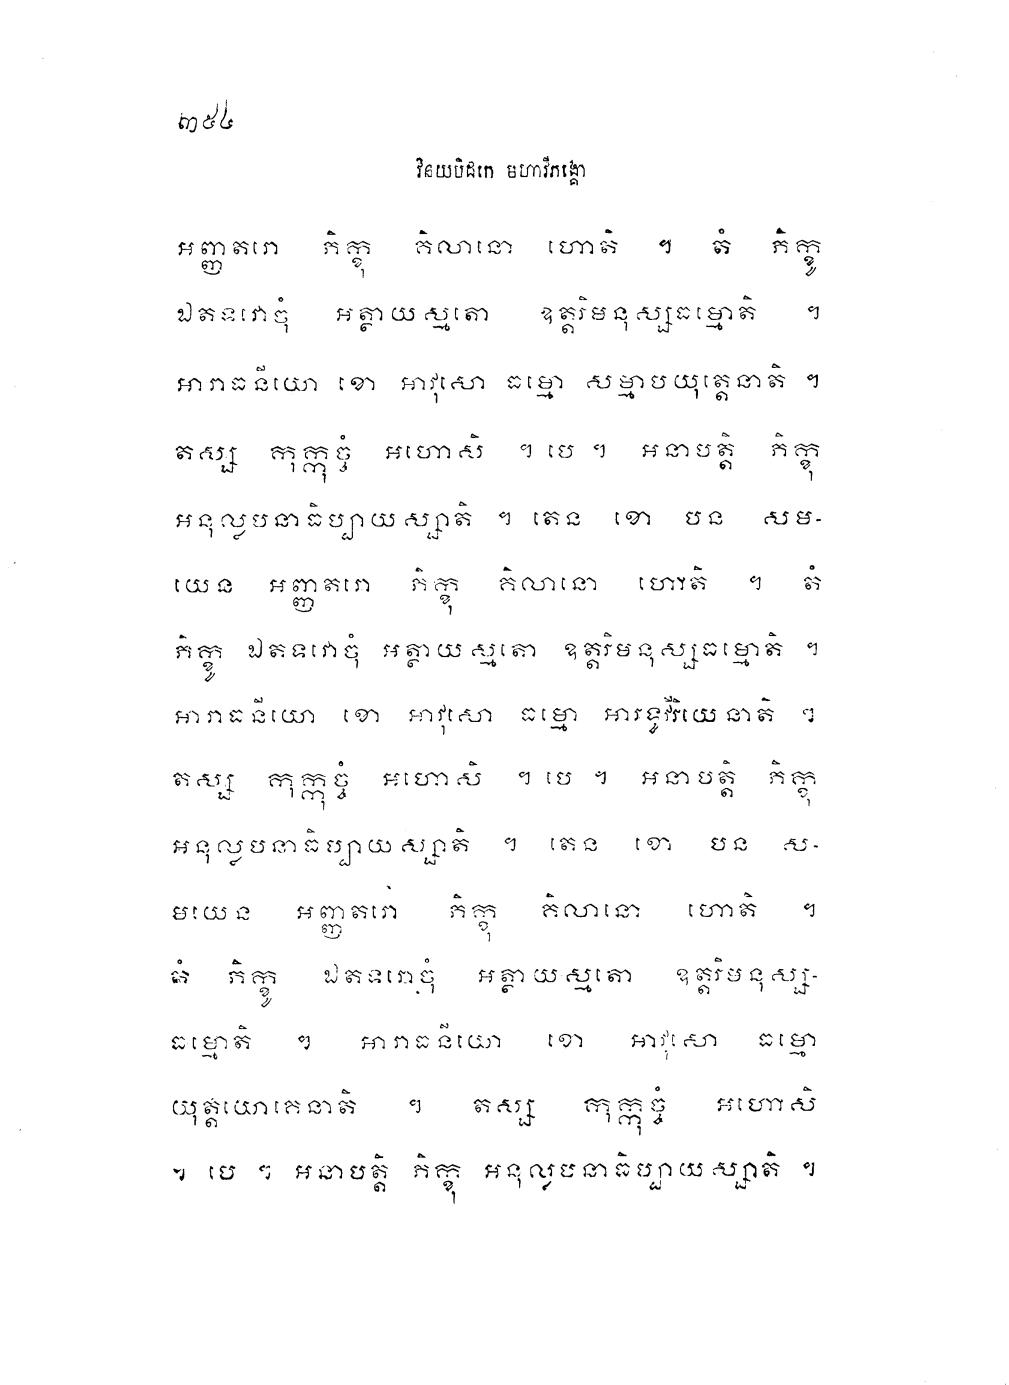 ៣៥៤
វិនយបិដកេ មហាវិភង្គោ
អញ្ញតរោ ភិក្ខុ គិលានោ ហោតិ ។ តំ ភិក្ខូ
ឯតទវោចុំ អត្ថាយស្មតោ ឧត្តរិមនុស្សធម្មោតិ ។
អារាធនីយោ ខោ អាវុសោ ធម្មោ សម្មាបយុត្តេនាតិ ។
តស្ស កុក្កុច្ចំ អហោសិ ។ បេ ។ អនាបត្តិ ភិក្ខុ
អនុល្លបនាធិប្បាយស្សាតិ ។ តេន ខោ បន សម-
យេន អញ្ញតរោ ភិក្ខុ គិលានោ ហោតិ ។ តំ
ភិក្ខូ ឯតទវោចុំ អត្ថាយស្មតោ ឧត្តរិមនុស្សធម្មោតិ ។
អារាធនីយោ ខោ អាវុសោ ធម្មោ អារទ្ធវីរិយេនាតិ ។
តស្ស កុក្កុច្ចំ អហោសិ ។ បេ ។ អនាបត្តិ ភិក្ខុ
អនុល្លបនាធិប្បាយស្សាតិ ។ តេន ខោ បន ស-
មយេន អញ្ញតរោ ភិក្ខុ គិលានោ ហោតិ ។
តំ ភិក្ខូ ឯតទវោចុំ អត្ថាយស្មតោ ឧត្តរិមនុស្ស-
ធម្មោតិ ។ អារាធនីយោ ខោ អាវុសោ ធម្មោ
យុត្តយោគេនាតិ ។ តស្ស កុក្កុច្ចំ អហោសិ
។ បេ ។ អនាបត្តិ ភិក្ខុ អនុល្លបនាធិប្បាយស្សាតិ ។